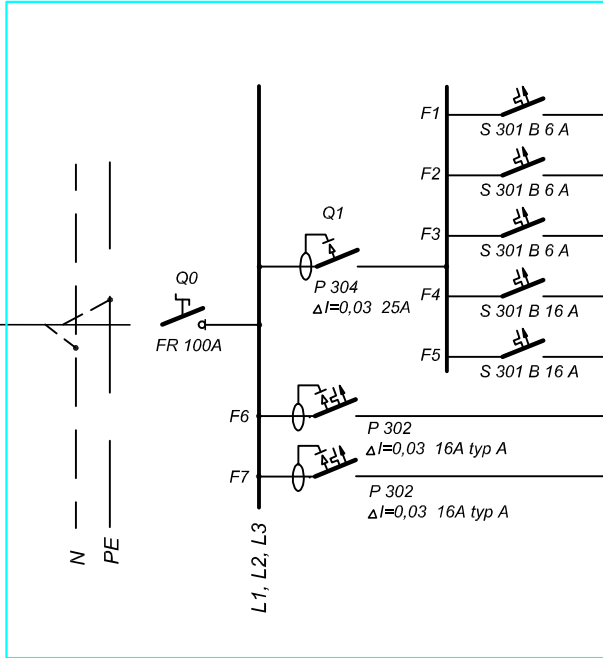 F1
S 301 B 6 A
F2
S 301 B 6 A
Q1
F3
S 301 B 6 A
Q0
P 304
ΔI=0,03 25A
F4
S 301 B 16 A
FR 100A
F5
S 301 B 16 A
F6
P 302
ΔI=0,03 16A typ A
F7
P 302
ΔI=0,03 16A typ A
N
PE
L1, L2, L3